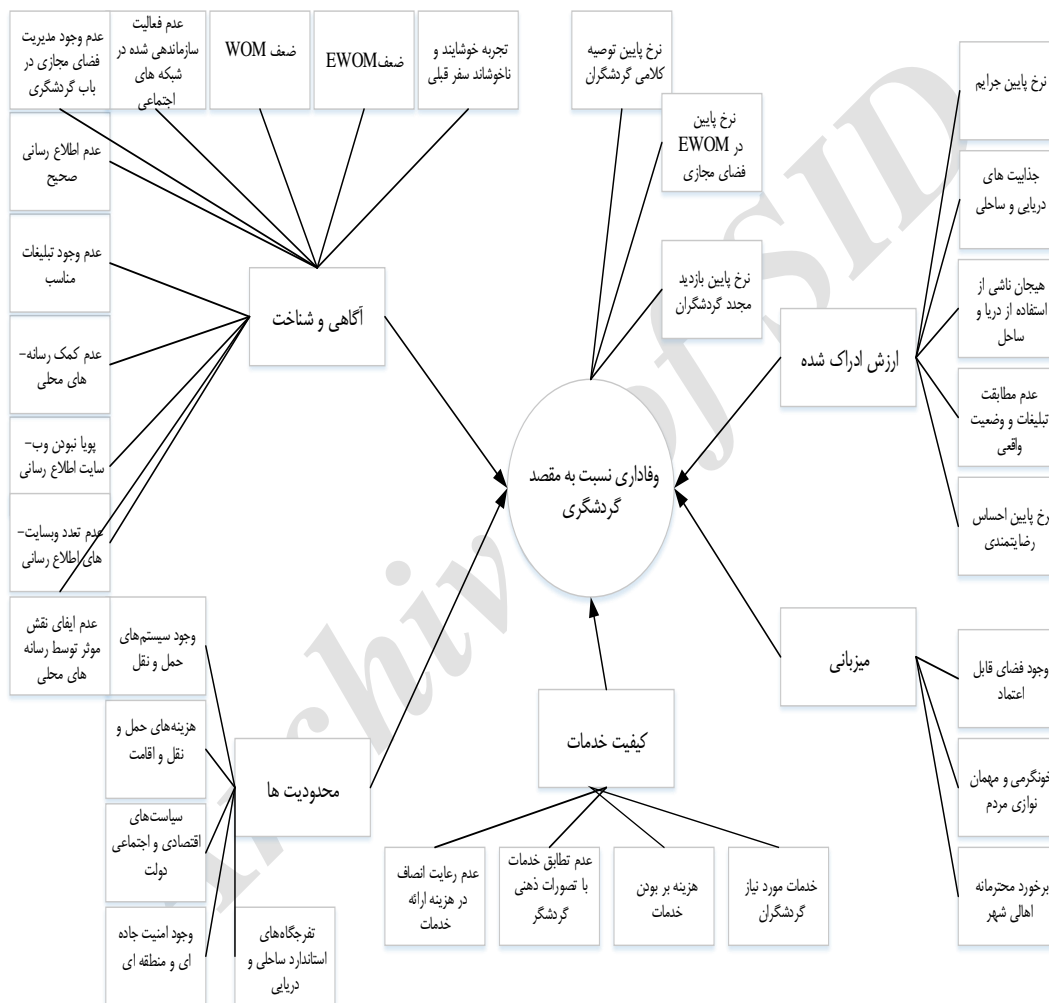 عدم وجود مدیریت
فضای مجازی در
باب گردشگری
عدم فعالیت
سازماندهی شده در
شبکه های
اجتماعی
ضعف WOM
ضعفEWOM
تجربه خوشایند و
ناخوشاند سفر قبلی
نرخ پایین توصیه
کلامی گردشگران
نرخ پایین
EWOM در
فضای مجازی
نرخ پایین بازدید
مجدد گردشگران
نرخ پایین جرایم
جذابیت های
دریایی و ساحلی
هیجان ناشی از
استفاده از دریا و
ساحل
عدم مطابقت
تبلیغات و وضعیت
واقعی
نرخ پایین احساس
رضایتمندی
ارزش ادراک شده
عدم اطلاع رسانی
صحیح
عدم وجود تبلیغات
مناسب
عدم کمک رسانه-
های محلی
پویا نبودن وب-
سایت اطلاع رسانی
عدم تعدد وبسایت-
های اطلاع رسانی
عدم ایفای نقش
موثر توسط رسانه
های محلی
آگاهی و شناخت
وفاداری نسبت به مقصد
گردشگری
میزبانی
وجود فضای قابل
اعتماد
خونگرمی و مهمان
نوازی مردم
برخورد محترمانه
اهالی شهر
کیفیت خدمات
خدمات مورد نیاز
گردشگران
هزینه بر بودن
خدمات
عدم تطابق خدمات
با تصورات ذهنی
گردشگر
عدم رعایت انصاف
در هزینه ارائه
خدمات
محدودیت ها
وجود سیستم‌های
حمل و نقل
هزینه‌های حمل و
نقل و اقامت
سیاست‌های
اقتصادی و اجتماعی
دولت
وجود امنیت جاده
ای و منطقه ای
تفرجگاه‌های
استاندارد ساحلی و
دریایی
Archive of SID